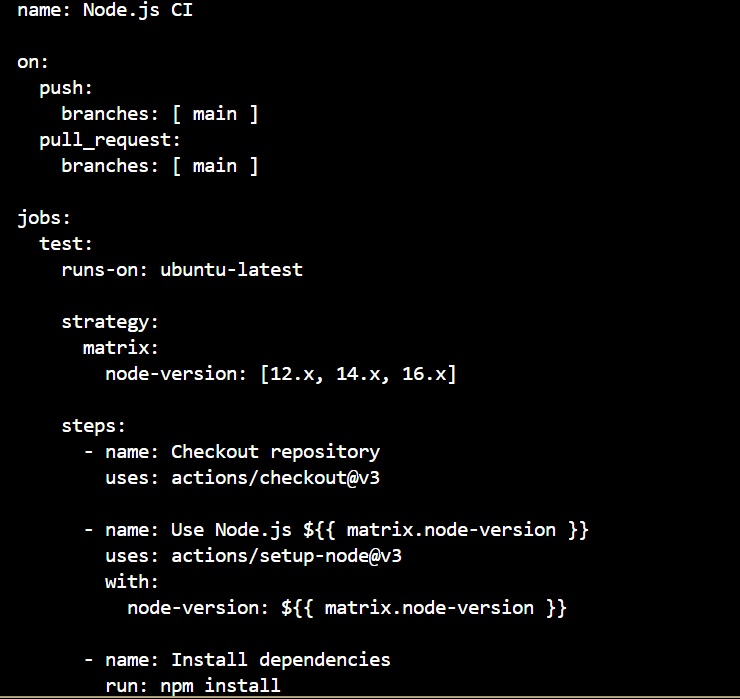 name: Node.js CI

on:
  push:
    branches: [ main ]
  pull_request:
    branches: [ main ]

jobs:
  test:
    runs-on: ubuntu-latest

    strategy:
      matrix:
        node-version: [12.x, 14.x, 16.x]

    steps:
      - name: Checkout repository
        uses: actions/checkout@v3

      - name: Use Node.js ${{ matrix.node-version }}
        uses: actions/setup-node@v3
        with:
          node-version: ${{ matrix.node-version }}

      - name: Install dependencies
        run: npm install